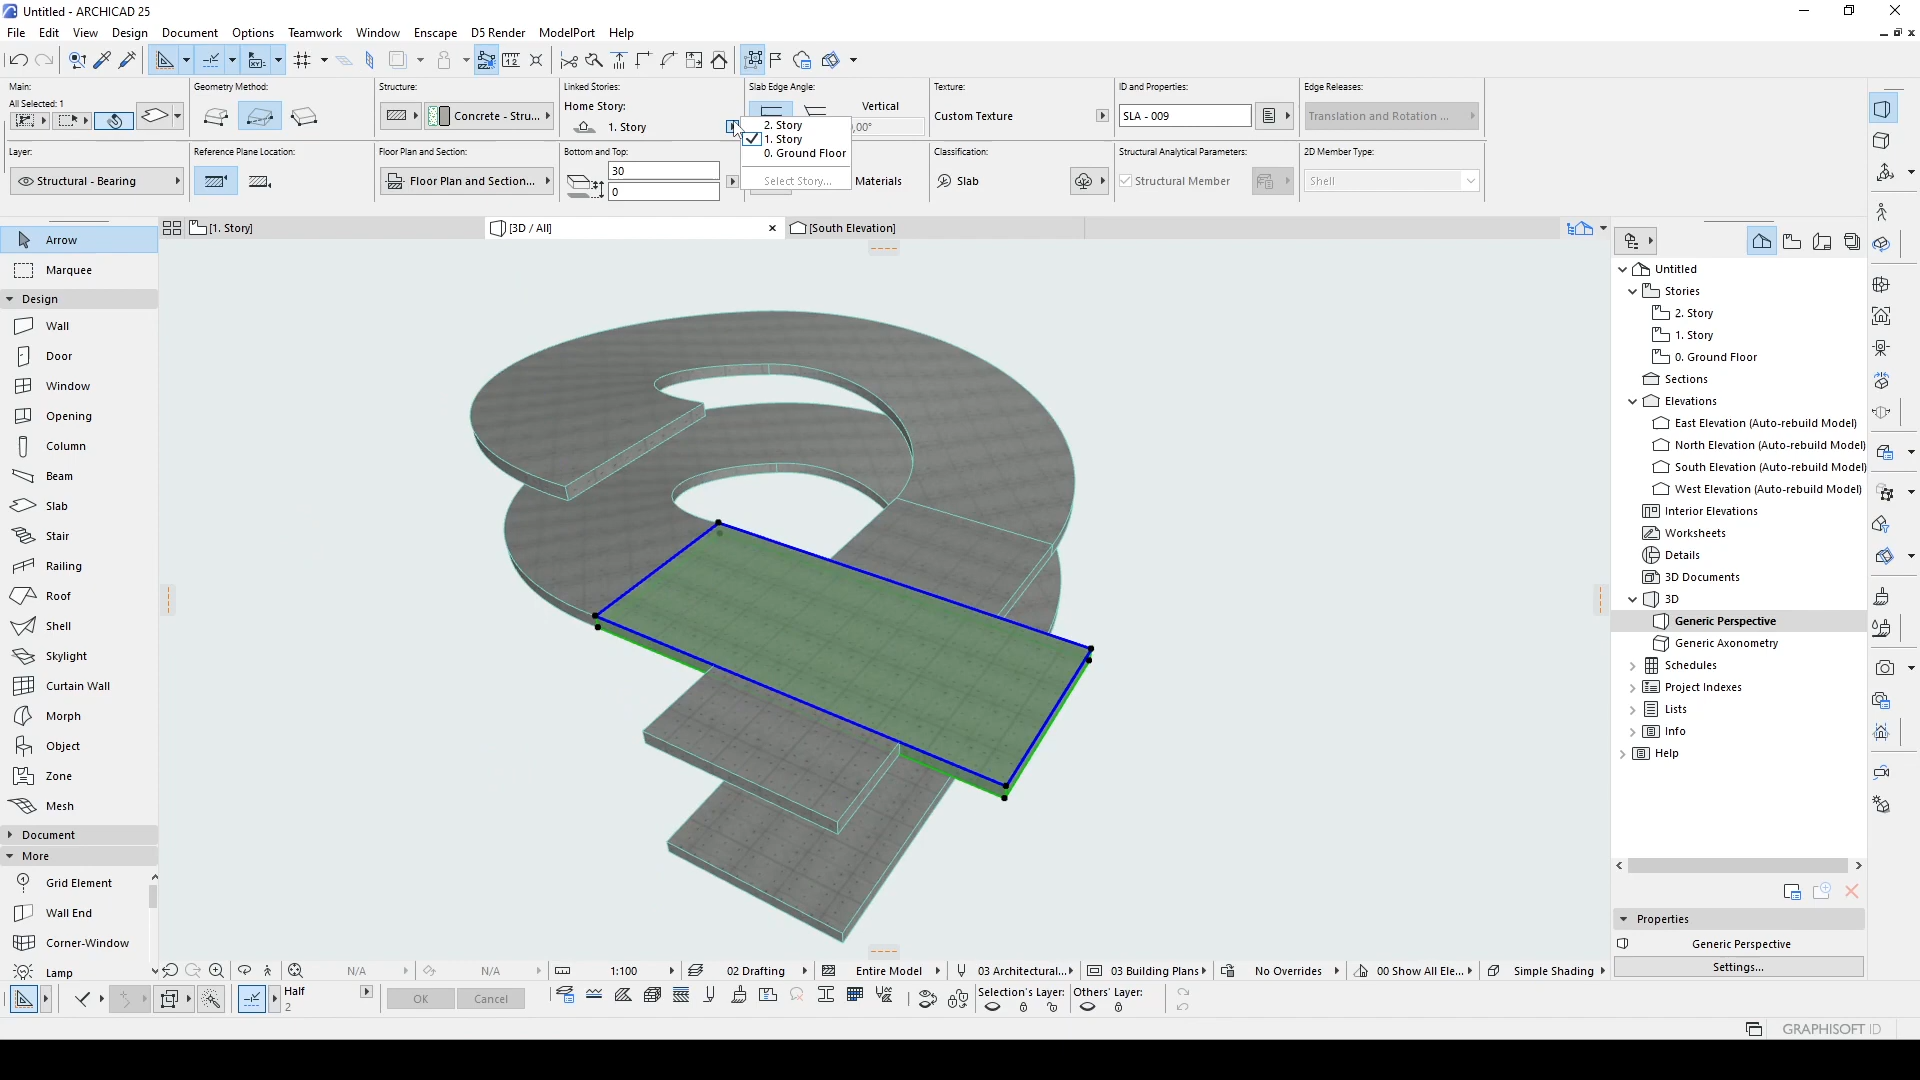 Untitled - ARCHICAD 25
File Edit View Design Document Options Teamwork Window Enscape D5 Render ModelPort Help
Main: Geometry Method: Structure: Linked Stories: Slab Edge Angle: Texture: ID and Properties: Edge Releases:
All Selected: 1 Home Story: Vertical
Concrete - Stru... 1. Story 0,00° Custom Texture SLA - 009 Translation and Rotation ...
2. Story
1. Story
0. Ground Floor
Select Story...
Layer: Reference Plane Location: Floor Plan and Section: Bottom and Top: Classification: Structural Analytical Parameters: 2D Member Type:
Structural - Bearing Floor Plan and Section... 30 Materials Slab Structural Member Shell
0
[1. Story] [3D / All] [South Elevation]
Arrow
Marquee
Design
Wall
Door
Window
Opening
Column
Beam
Slab
Stair
Railing
Roof
Shell
Skylight
Curtain Wall
Morph
Object
Zone
Mesh
Document
More
Grid Element
Wall End
Corner-Window
Lamp
Untitled
Stories
2. Story
1. Story
0. Ground Floor
Sections
Elevations
East Elevation (Auto-rebuild Model)
North Elevation (Auto-rebuild Model)
South Elevation (Auto-rebuild Model)
West Elevation (Auto-rebuild Model)
Interior Elevations
Worksheets
Details
3D Documents
3D
Generic Perspective
Generic Axonometry
Schedules
Project Indexes
Lists
Info
Help
Properties
Generic Perspective
Settings...
N/A N/A 1:100 02 Drafting Entire Model 03 Architectural... 03 Building Plans No Overrides 00 Show All Ele... Simple Shading
Half
2
OK Cancel
Selection's Layer: Others' Layer:
GRAPHISOFT ID